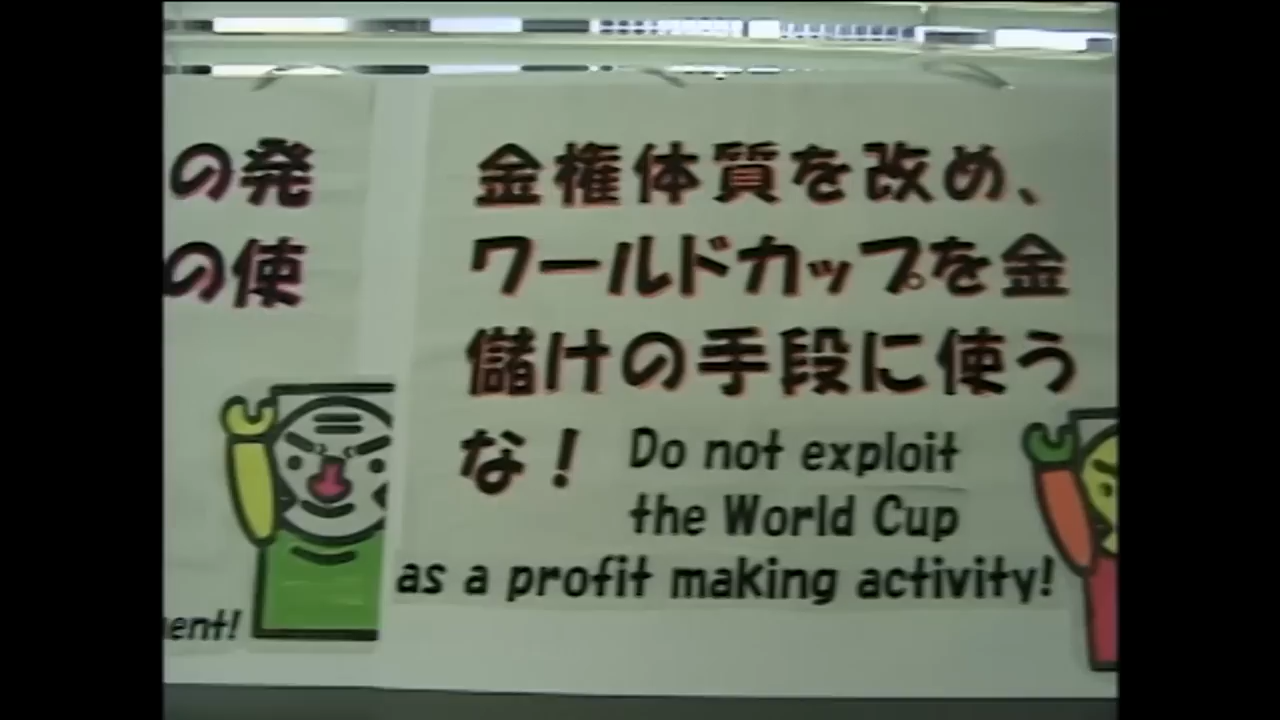 の発
の使
ent!
金権体質を改め、
ワールドカップを金
儲けの手段に使う
な！
Do not exploit
the World Cup
as a profit making activity!